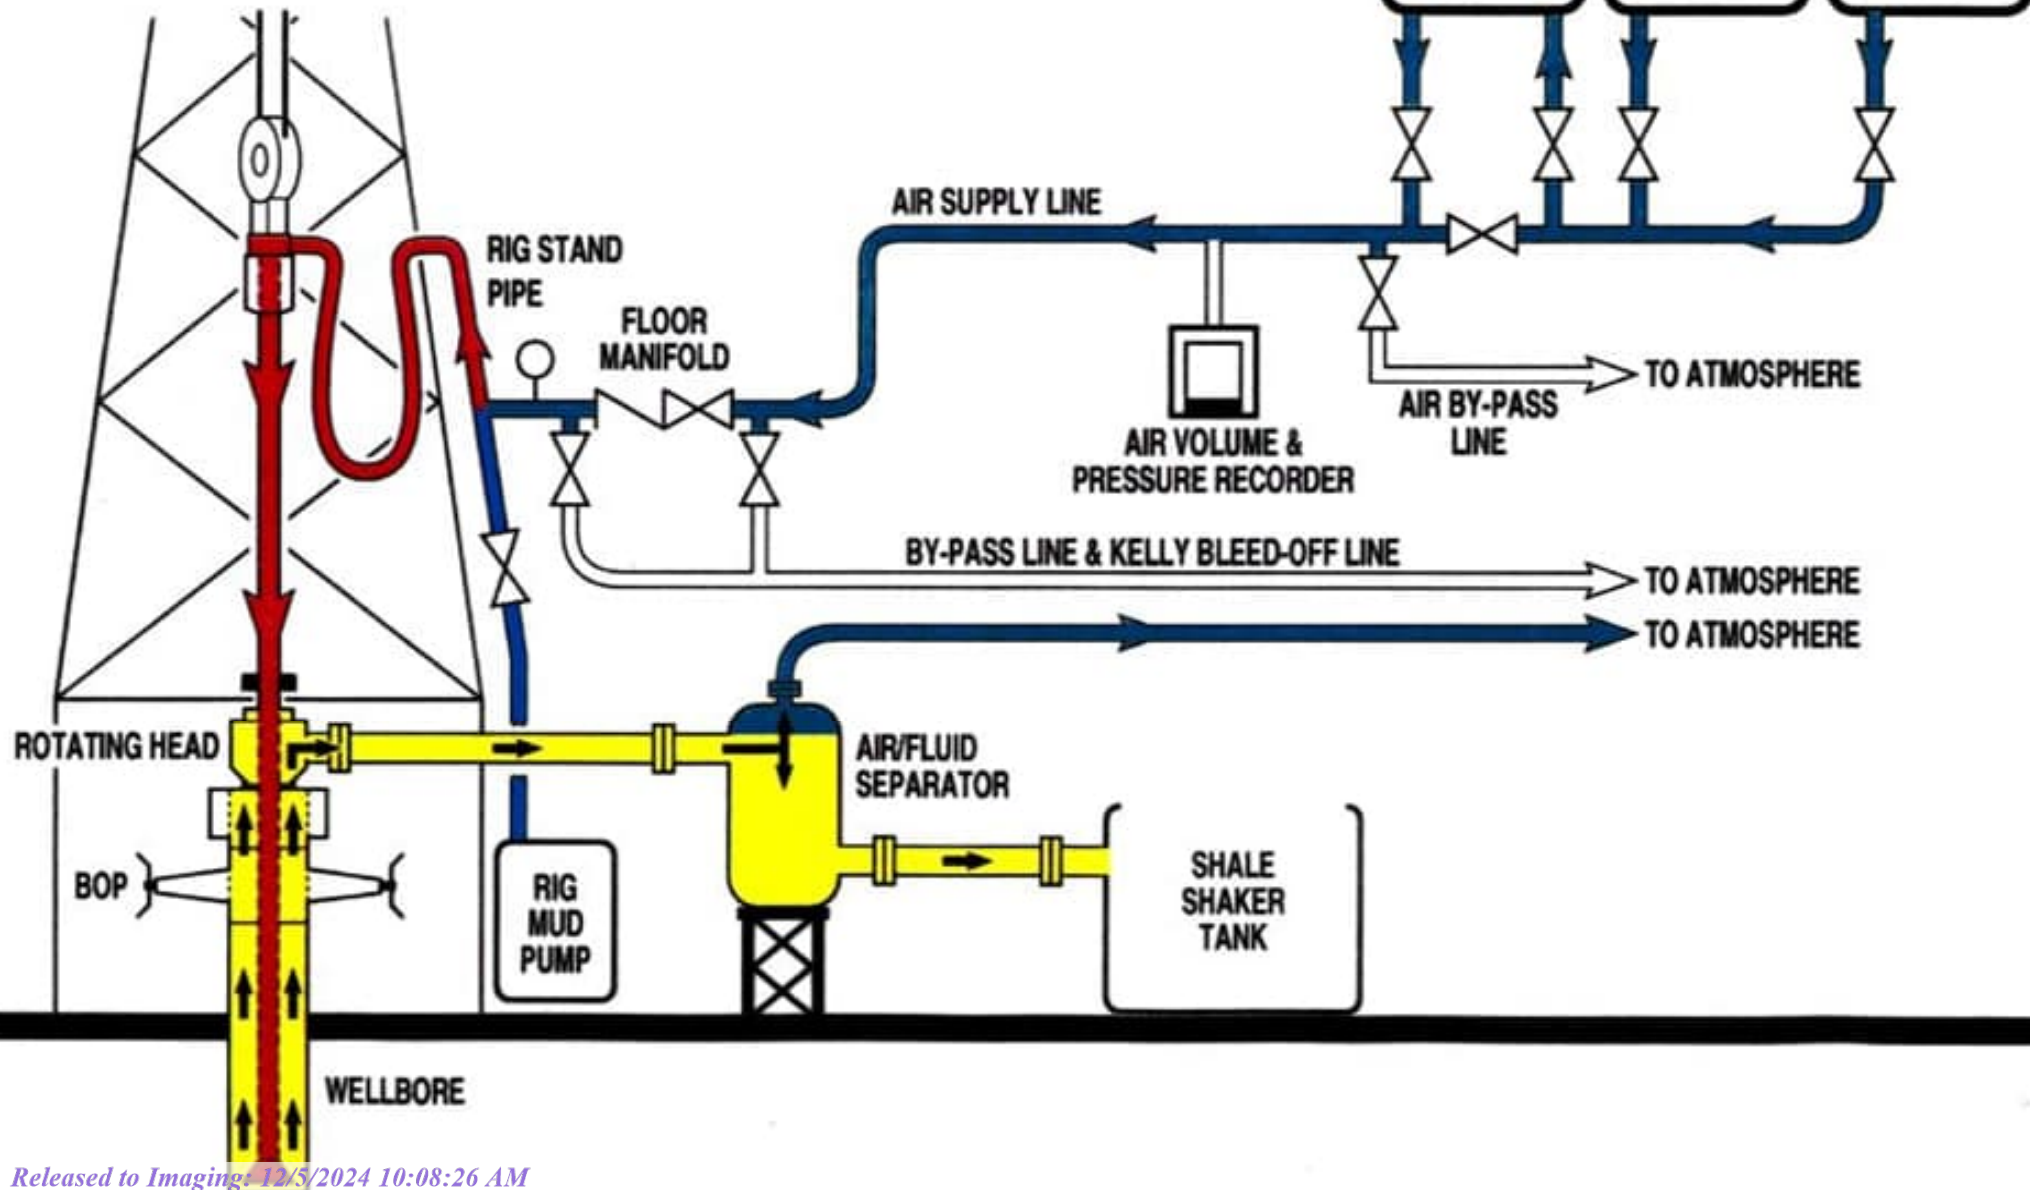 AIR SUPPLY LINE
RIG STAND
PIPE
FLOOR
MANIFOLD
TO ATMOSPHERE
AIR BY-PASS
LINE
AIR VOLUME &
PRESSURE RECORDER
BY-PASS LINE & KELLY BLEED-OFF LINE
TO ATMOSPHERE
TO ATMOSPHERE
ROTATING HEAD
AIR/FLUID
SEPARATOR
BOP
RIG
MUD
PUMP
SHALE
SHAKER
TANK
WELLBORE
Released to Imaging: 12/5/2024 10:08:26 AM